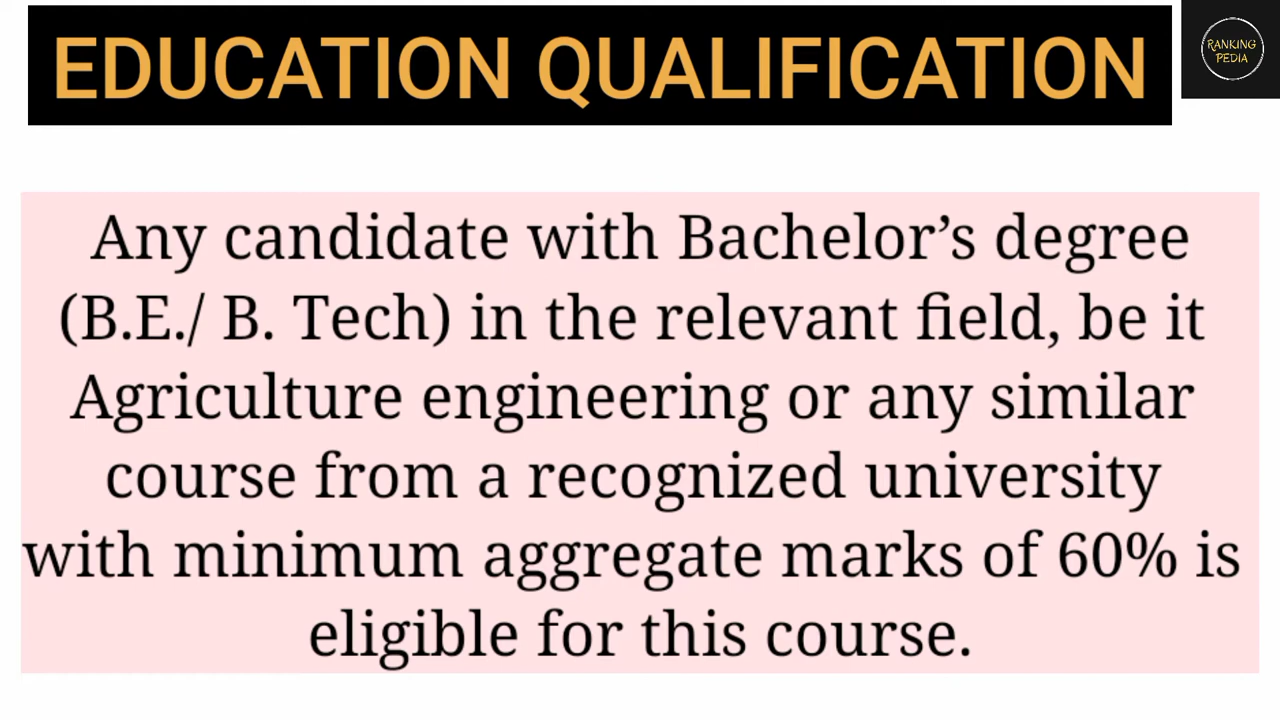 EDUCATION QUALIFICATION
RANKING
PEDIA
Any candidate with Bachelor’s degree
(B.E./ B. Tech) in the relevant field, be it
Agriculture engineering or any similar
course from a recognized university
with minimum aggregate marks of 60% is
eligible for this course.